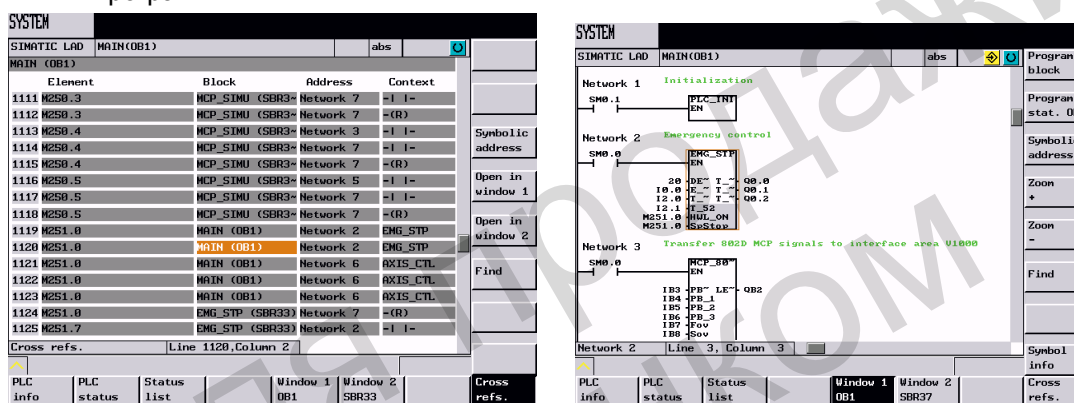 SYSTEM
SIMATIC LAD MAIN(OB1) abs
MAIN (OB1)
Element Block Address Context
1111 M250.3 MCP_SIMU (SBR3~ Network 7 -| |-
1112 M250.3 MCP_SIMU (SBR3~ Network 7 -(R)
1113 M250.4 MCP_SIMU (SBR3~ Network 3 -| |-
1114 M250.4 MCP_SIMU (SBR3~ Network 7 -| |-
1115 M250.4 MCP_SIMU (SBR3~ Network 7 -(R)
1116 M250.5 MCP_SIMU (SBR3~ Network 5 -| |-
1117 M250.5 MCP_SIMU (SBR3~ Network 7 -| |-
1118 M250.5 MCP_SIMU (SBR3~ Network 7 -(R)
1119 M251.0 MAIN (OB1) Network 2 EMG_STP
1120 M251.0 MAIN (OB1) Network 2 EMG_STP
1121 M251.0 MAIN (OB1) Network 6 AXIS_CTL
1122 M251.0 MAIN (OB1) Network 6 AXIS_CTL
1123 M251.0 MAIN (OB1) Network 6 AXIS_CTL
1124 M251.0 EMG_STP (SBR33) Network 7 -(R)
1125 M251.7 EMG_STP (SBR33) Network 2 -| |-
Cross refs. Line 1120,Column 2
Symbolic
address
Open in
window 1
Open in
window 2
Find
PLC
info
PLC
status
Status
list
Window 1
OB1
Window 2
SBR33
Cross
refs.
SYSTEM
SIMATIC LAD MAIN(OB1) abs
Network 1 Initialization
SM0.1 PLC_INI
EN
Network 2 Emergency control
SM0.0 EMG_STP
EN
20 DE~ T_~ Q0.0
I0.0 E_~ T_~ Q0.1
I2.0 T_~ T_~ Q0.2
I2.1 T_52
M251.0 HWL_ON
M251.0 SpStop
Network 3 Transfer 802D MCP signals to interface area V1000
SM0.0 MCP_80~
EN
IB3 PB~ LE~ QB2
IB4 PB_1
IB5 PB_2
IB6 PB_3
IB7 Fov
IB8 Sov
Network 2 Line 3, Column 3
Program
block
Program
stat. O
Symboli
address
Zoom
+
Zoom
-
Find
Symbol
info
PLC
info
PLC
status
Status
list
Window 1
OB1
Window 2
SBR37
Cross
refs.